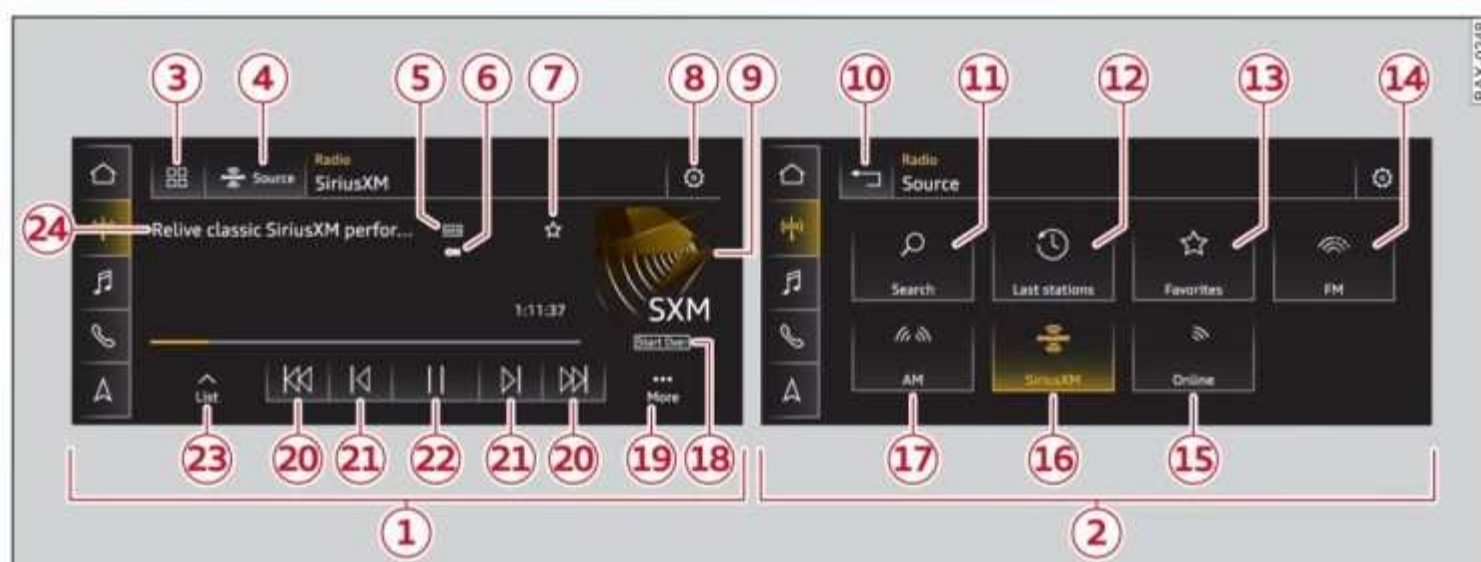 RAX-0248
3 4 5 6 7 8 9 10 11 12 13 14
Radio
Source SiriusXM
Radio
Source
24 Relive classic SiriusXM perfor...
Search Last stations Favorites FM
1:11:37
SXM
Start Over
AM SiriusXM Online
List More
23 20 21 22 21 20 19 18 17 16 15
1 2